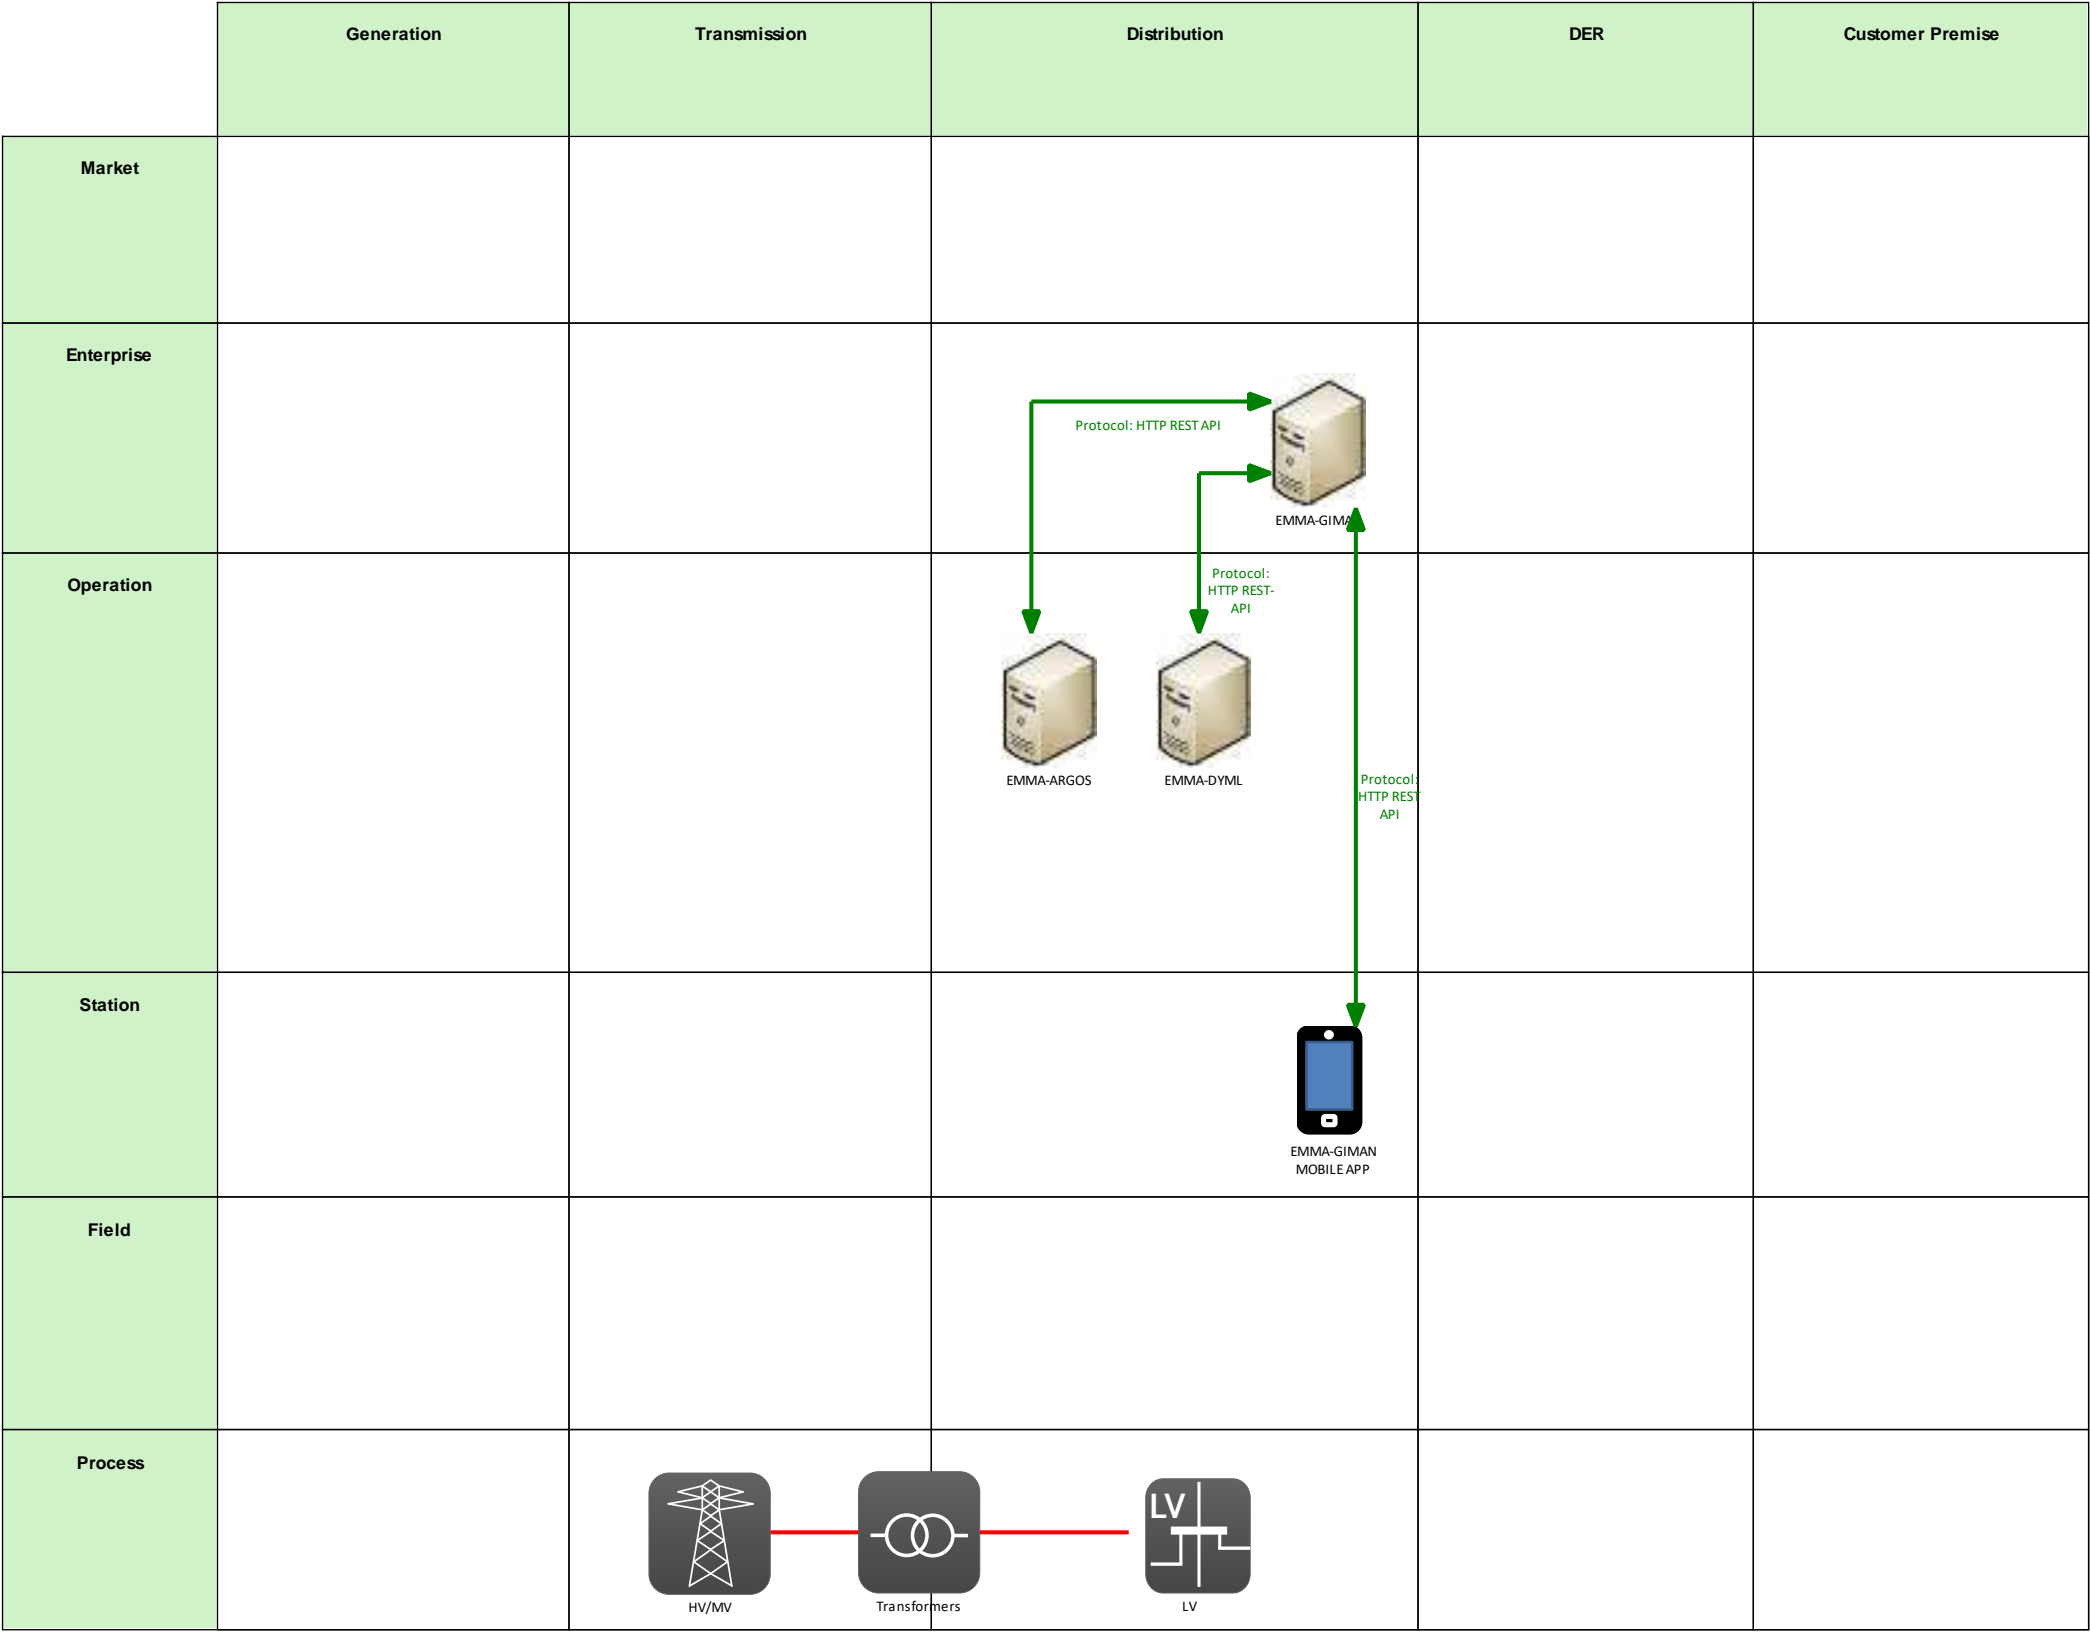 Generation
Transmission
Distribution
DER
Customer Premise
Market
Enterprise
Protocol: HTTP REST API
EMMA-GIMA
Operation
Protocol:
HTTP REST-
API
EMMA-ARGOS
EMMA-DYML
Protocol:
HTTP REST
API
Station
EMMA-GIMAN
MOBILE APP
Field
Process
LV
HV/MV
Transformers
LV